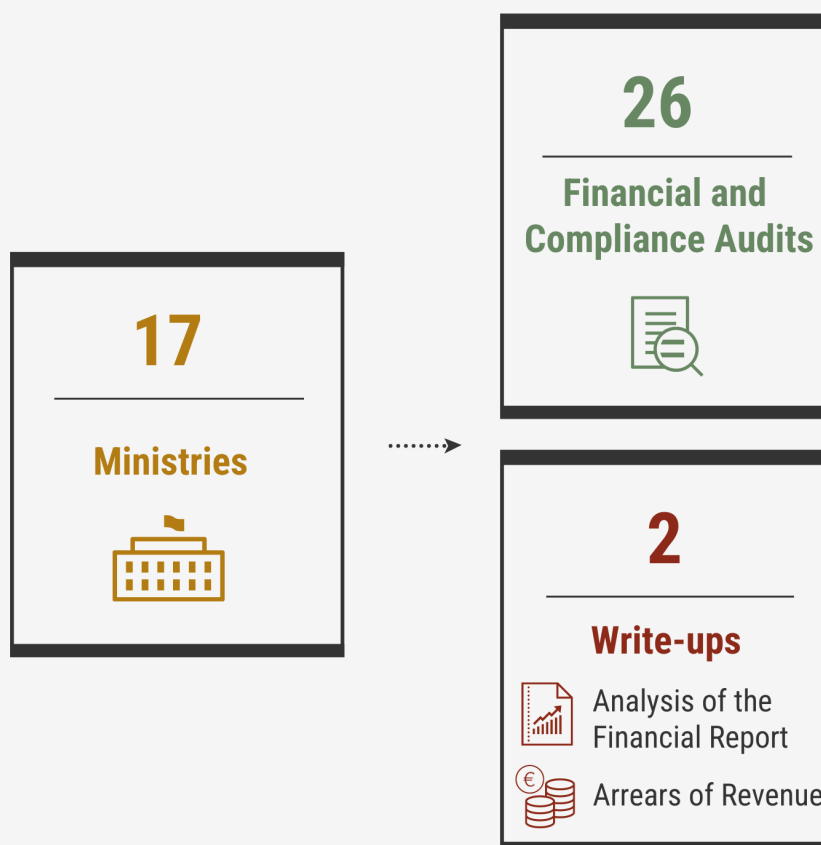 17
Ministries
26
Financial and
Compliance Audits
2
Write-ups
Analysis of the
Financial Report
€
Arrears of Revenue